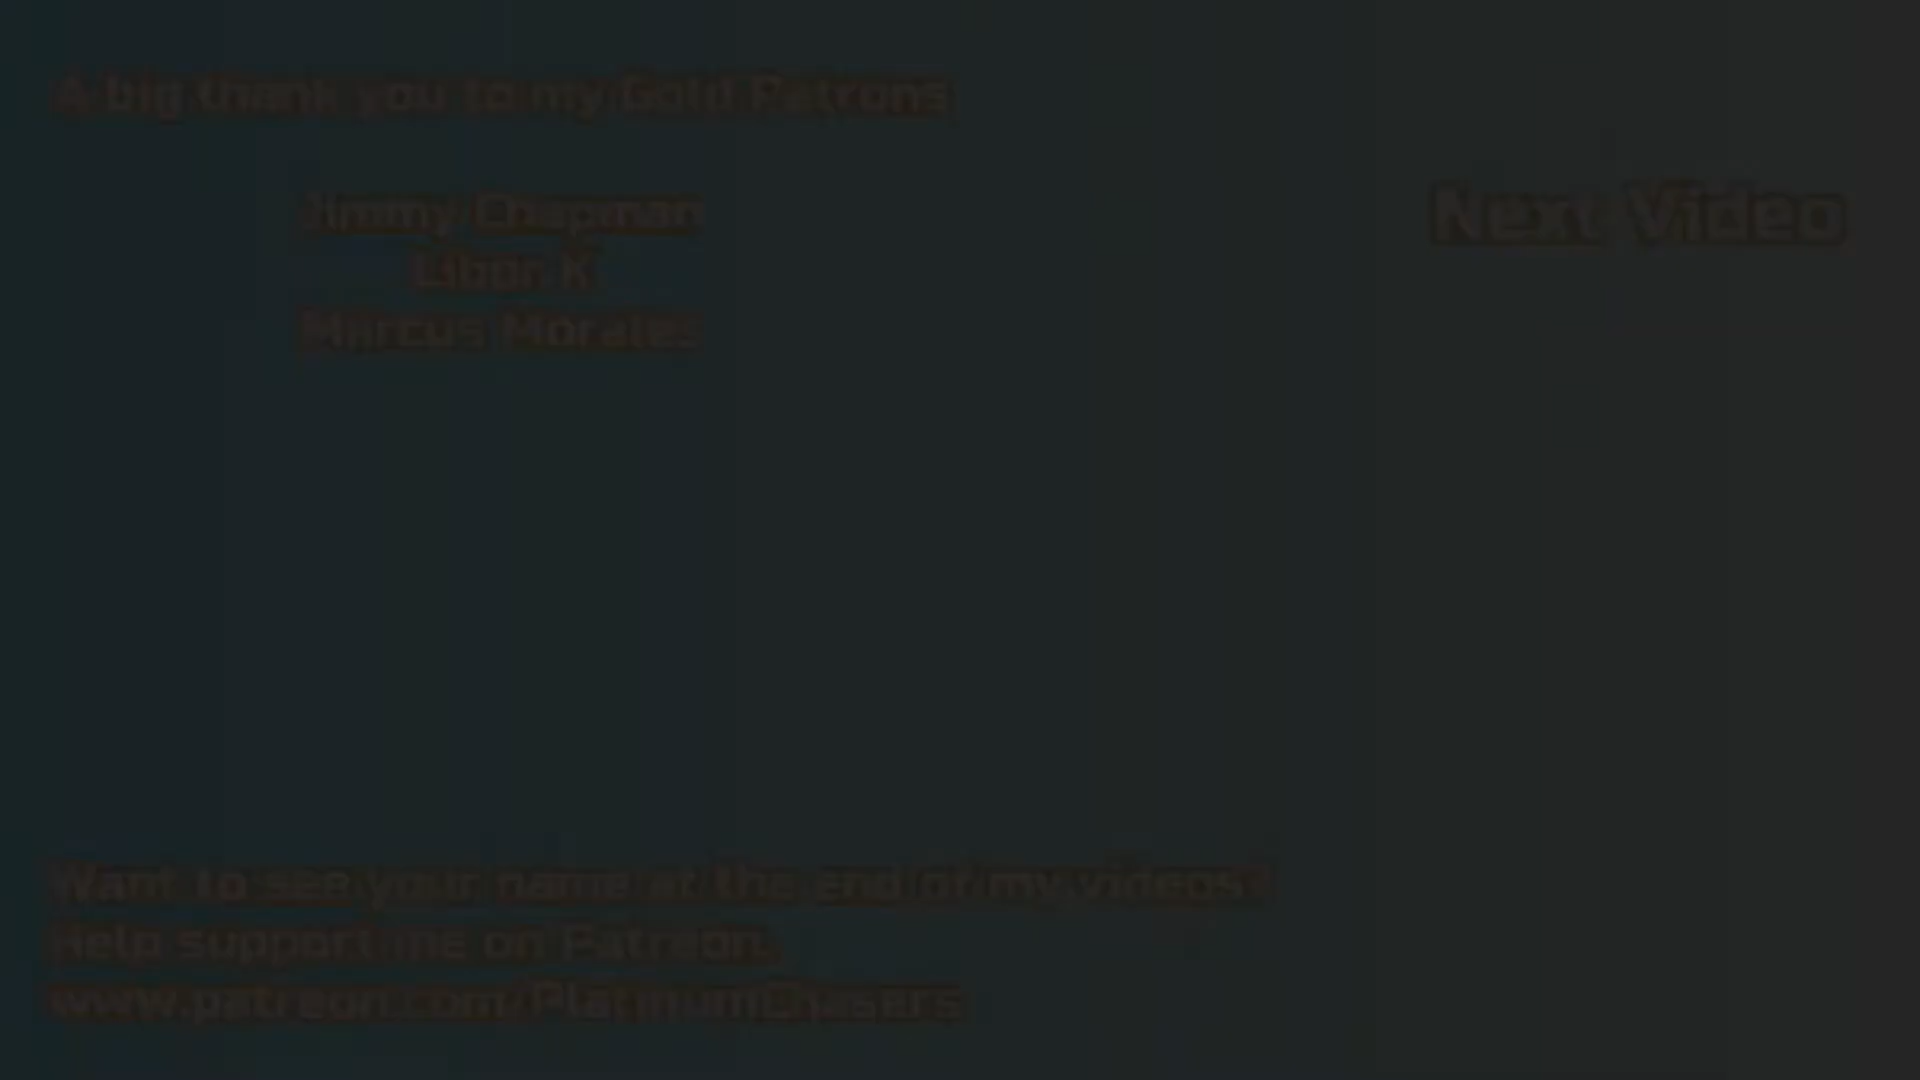 A big thank you to my Gold Patrons
Jimmy Chapman
Libor K
Marcus Morales
Next Video
Want to see your name at the end of my videos?
Help support me on Patreon.
www.patreon.com/PlatinumChasers